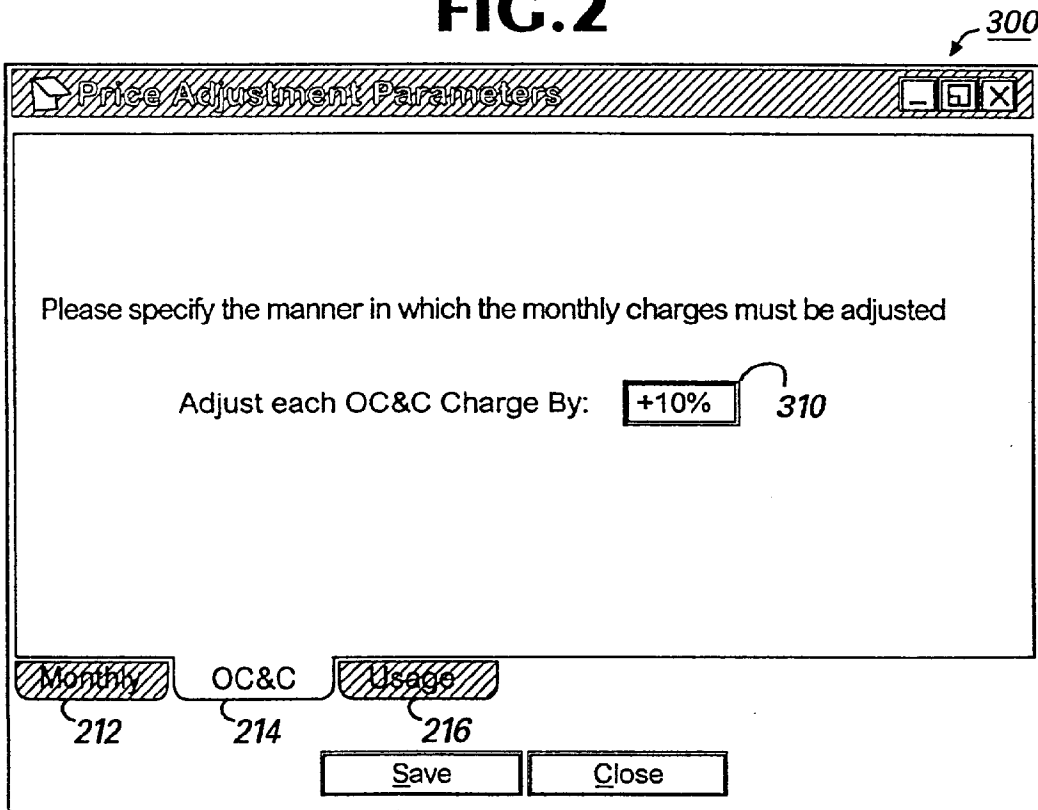 FIG.2
300
Price Adjustment Parameters
Please specify the manner in which the monthly charges must be adjusted
Adjust each OC&C Charge By: +10% 310
Monthly OC&C Usage
212 214 216
Save Close